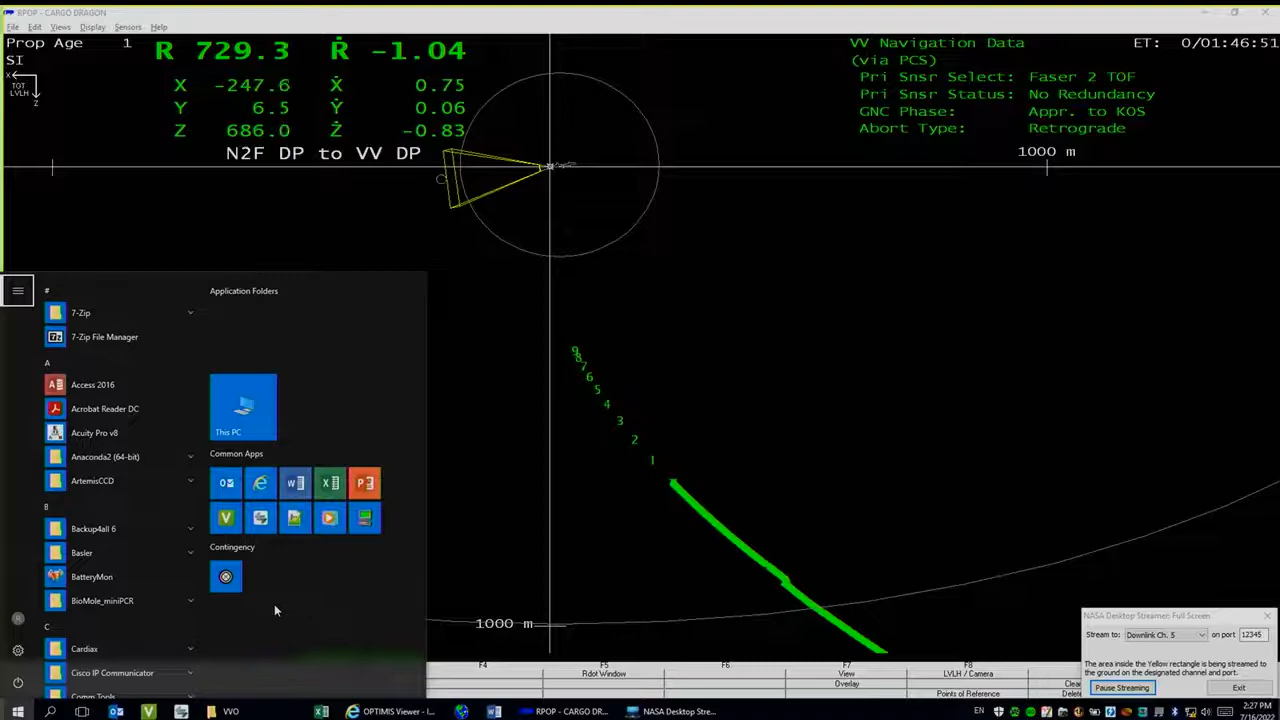 RPOP - CARGO DRAGON
File Edit Views Display Sensors Help
Prop Age 1
SI
X
TOT
LVLH
Z
R 729.3 Ṙ -1.04
X -247.6 Ẋ 0.75
Y 6.5 Ẏ 0.06
Z 686.0 Ż -0.83
N2F DP to VV DP
VV Navigation Data ET: 0/01:46:51
(via PCS)
Pri Snsr Select: Faser 2 TOF
Pri Snsr Status: No Redundancy
GNC Phase: Appr. to KOS
Abort Type: Retrograde
1000 m
9
8
7
6
5
4
3
2
1
1000 m
#
7-Zip
7-Zip File Manager
A
Access 2016
Acrobat Reader DC
Acuity Pro v8
Anaconda2 (64-bit)
ArtemisCCD
B
Backup4all 6
Basler
BatteryMon
BioMole_miniPCR
C
Cardiax
Cisco IP Communicator
Comm Tools
Application Folders
This PC
Common Apps
Contingency
F4 F5 F6 F7 F8
Rdot Window View LVLH / Camera
Overlay Clea
Points of Reference Delet
NASA Desktop Streamer: Full Screen
Stream to: Downlink Ch. 5 on port 12345
The area inside the Yellow rectangle is being streamed to
the ground on the designated channel and port.
Pause Streaming Exit
VVO OPTIMIS Viewer - I... RPOP - CARGO DR... NASA Desktop Stre... EN 2:27 PM
7/16/2022